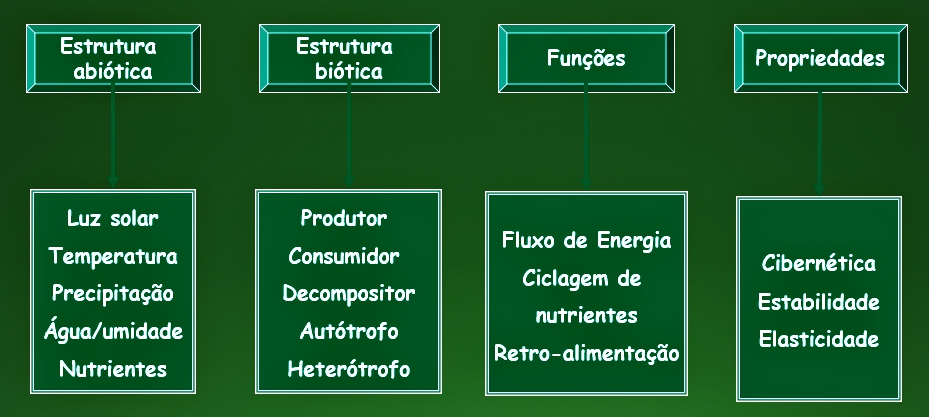 Estrutura
abiótica
Estrutura
biótica
Funções
Propriedades
Luz solar
Temperatura
Precipitação
Água/umidade
Nutrientes
Produtor
Consumidor
Decompositor
Autótrofo
Heterótrofo
Fluxo de Energia
Ciclagem de
nutrientes
Retro-alimentação
Cibernética
Estabilidade
Elasticidade